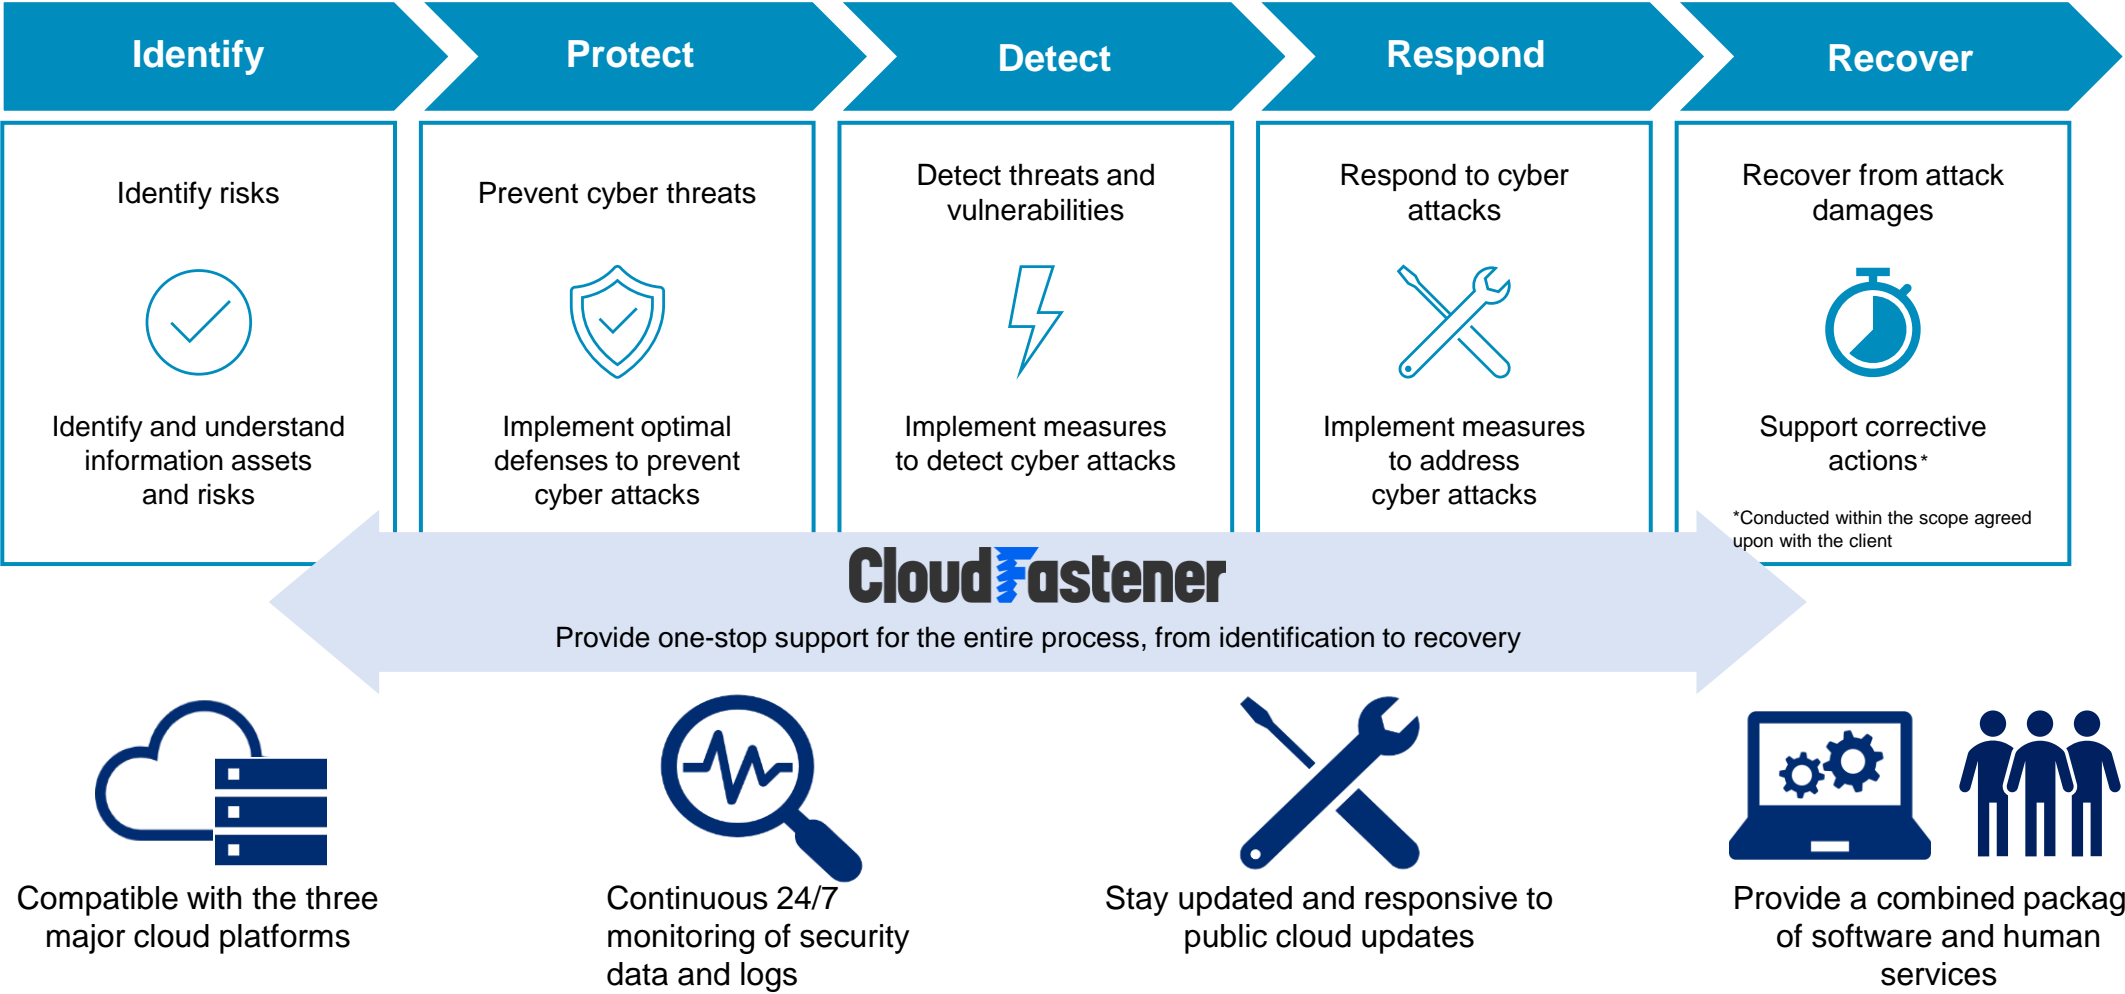 Identify
Protect
Detect
Respond
Recover
Identify risks
Identify and understand
information assets
and risks
Prevent cyber threats
Implement optimal
defenses to prevent
cyber attacks
Detect threats and
vulnerabilities
Implement measures
to detect cyber attacks
Respond to cyber
attacks
Implement measures
to address
cyber attacks
Recover from attack
damages
Support corrective
actions*
*Conducted within the scope agreed
upon with the client
CloudFastener
Provide one-stop support for the entire process, from identification to recovery
Compatible with the three
major cloud platforms
Continuous 24/7
monitoring of security
data and logs
Stay updated and responsive to
public cloud updates
Provide a combined packag
of software and human
services